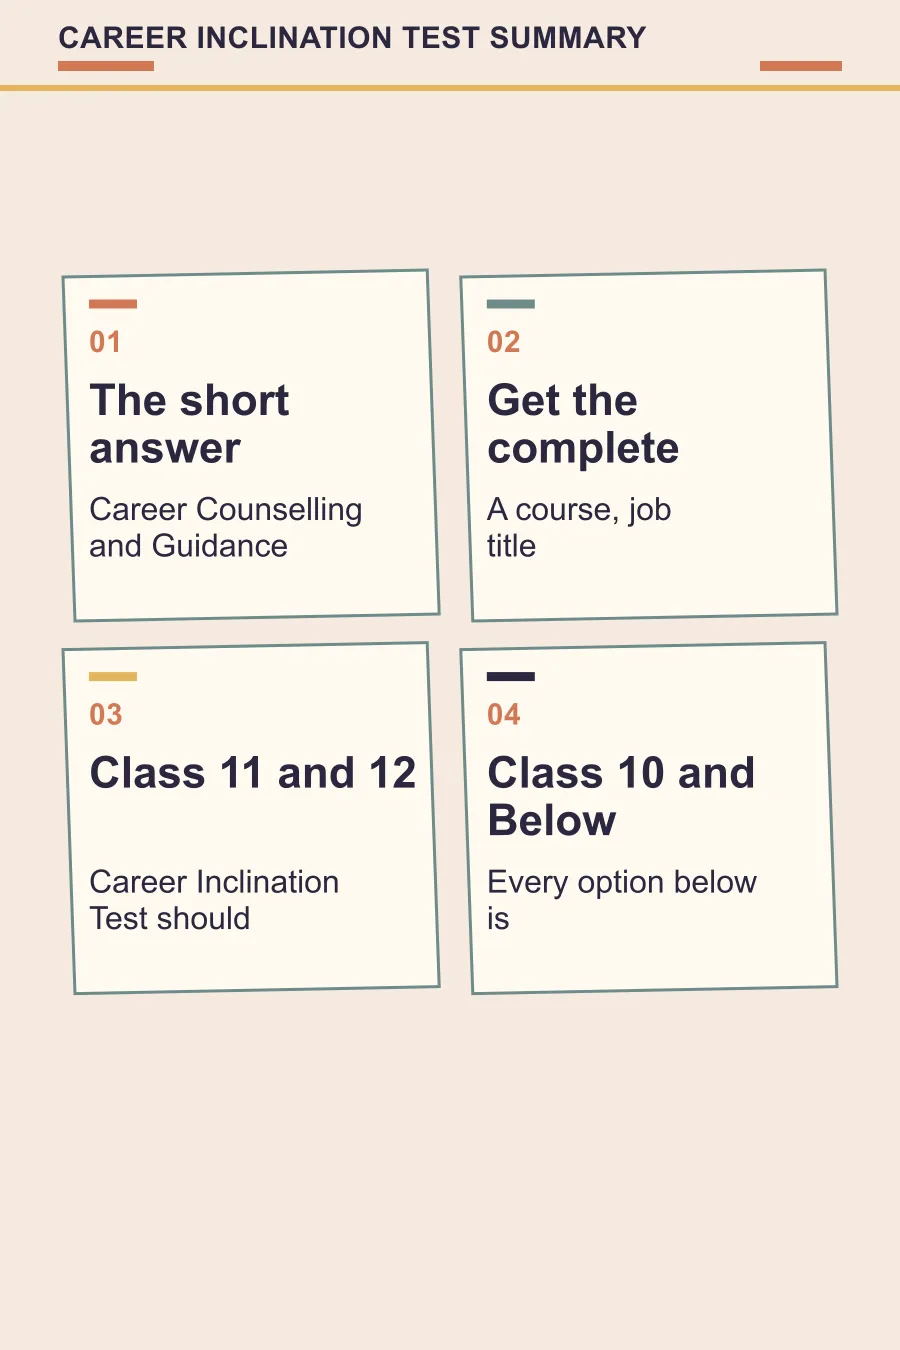 CAREER INCLINATION TEST SUMMARY
01
The short
answer
Career Counselling
and Guidance
02
Get the
complete
A course, job
title
03
Class 11 and 12
Career Inclination
Test should
04
Class 10 and
Below
Every option below
is